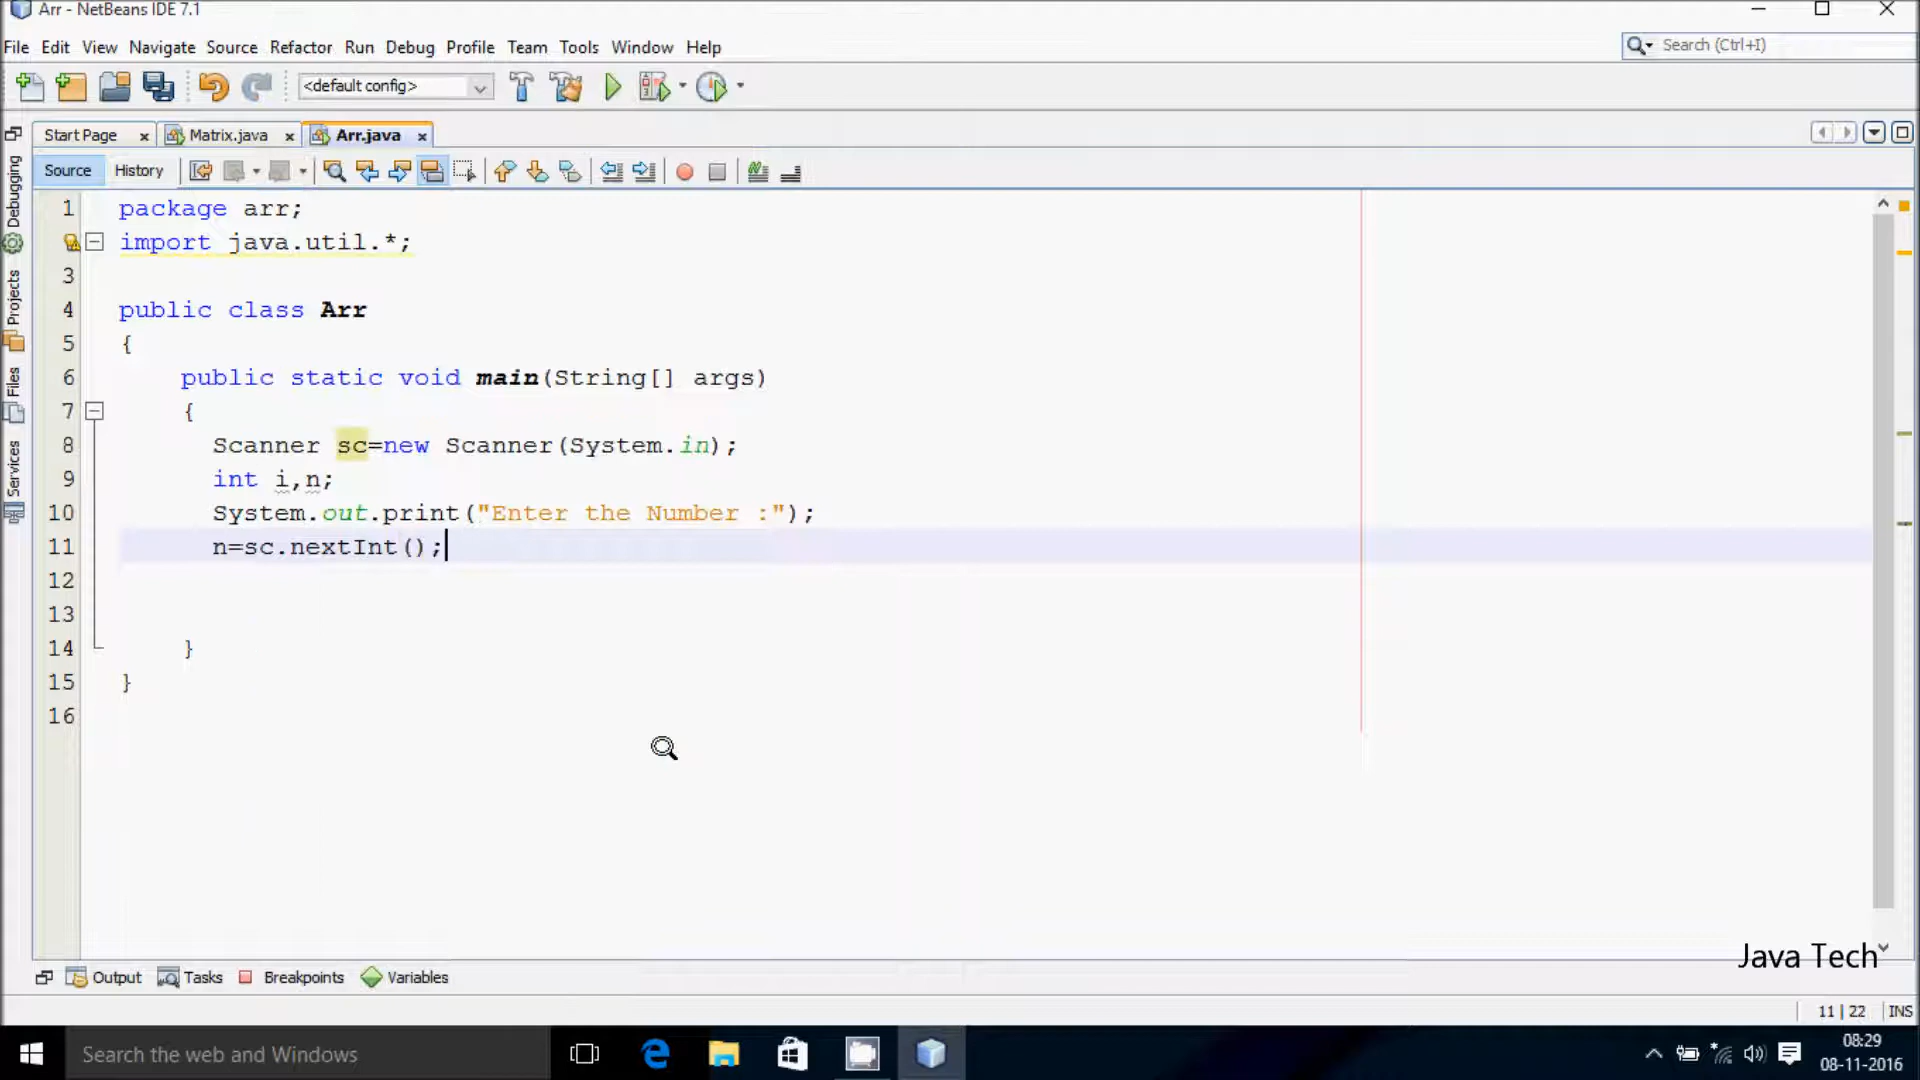 Arr - NetBeans IDE 7.1
File Edit View Navigate Source Refactor Run Debug Profile Team Tools Window Help
Search (Ctrl+I)
<default config>
Start Page Matrix.java Arr.java
Source History
Debugging
Projects
Files
Services
1 package arr;
import java.util.*;
3
4 public class Arr
5 {
6 public static void main(String[] args)
7 {
8 Scanner sc=new Scanner(System.in);
9 int i,n;
10 System.out.print("Enter the Number :");
11 n=sc.nextInt();
12
13
14 }
15 }
16
Java Tech
Output Tasks Breakpoints Variables
11 | 22 INS
Search the web and Windows
08:29
08-11-2016